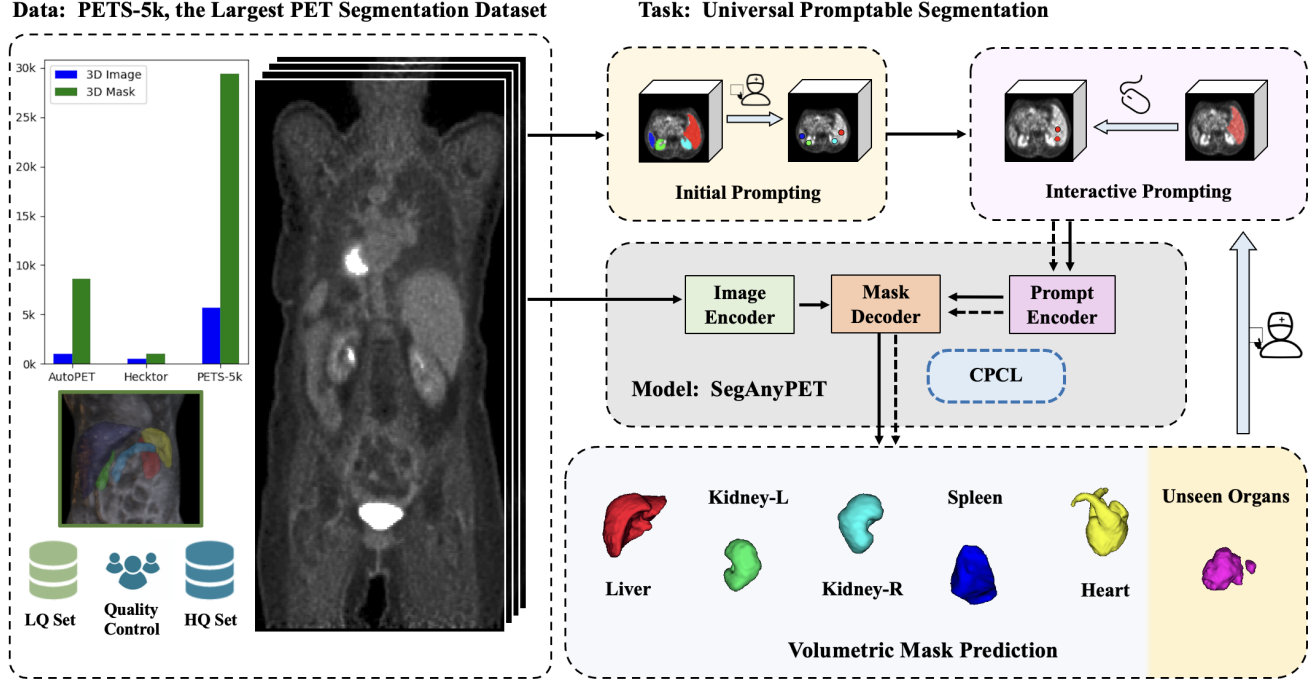 Data: PETS-5k, the Largest PET Segmentation Dataset
Task: Universal Promptable Segmentation
30k
25k
20k
15k
10k
5k
0k
3D Image
3D Mask
AutoPET
Hecktor
PETS-5k
LQ Set
Quality
Control
HQ Set
Initial Prompting
Interactive Prompting
Image
Encoder
Mask
Decoder
Prompt
Encoder
CPCL
Model: SegAnyPET
Liver
Kidney-L
Kidney-R
Spleen
Heart
Unseen Organs
Volumetric Mask Prediction